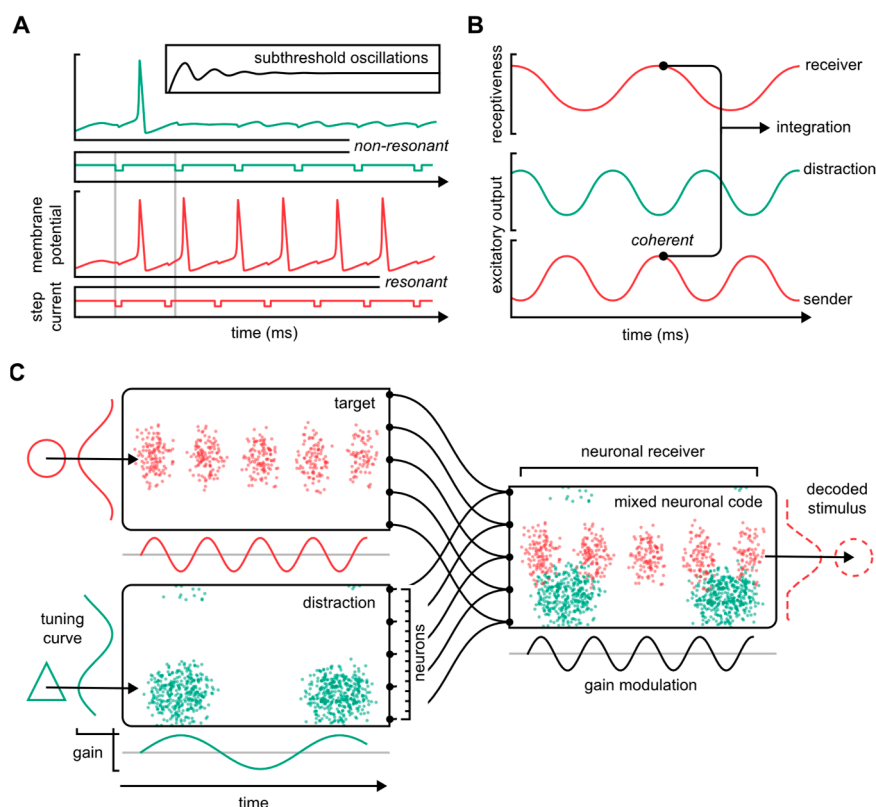 A
subthreshold oscillations
non-resonant
membrane
potential
resonant
step
current
time (ms)
B
receptiveness
receiver
integration
excitatory output
distraction
coherent
sender
time (ms)
C
target
neuronal receiver
mixed neuronal code
decoded
stimulus
distraction
tuning
curve
neurons
gain modulation
gain
time